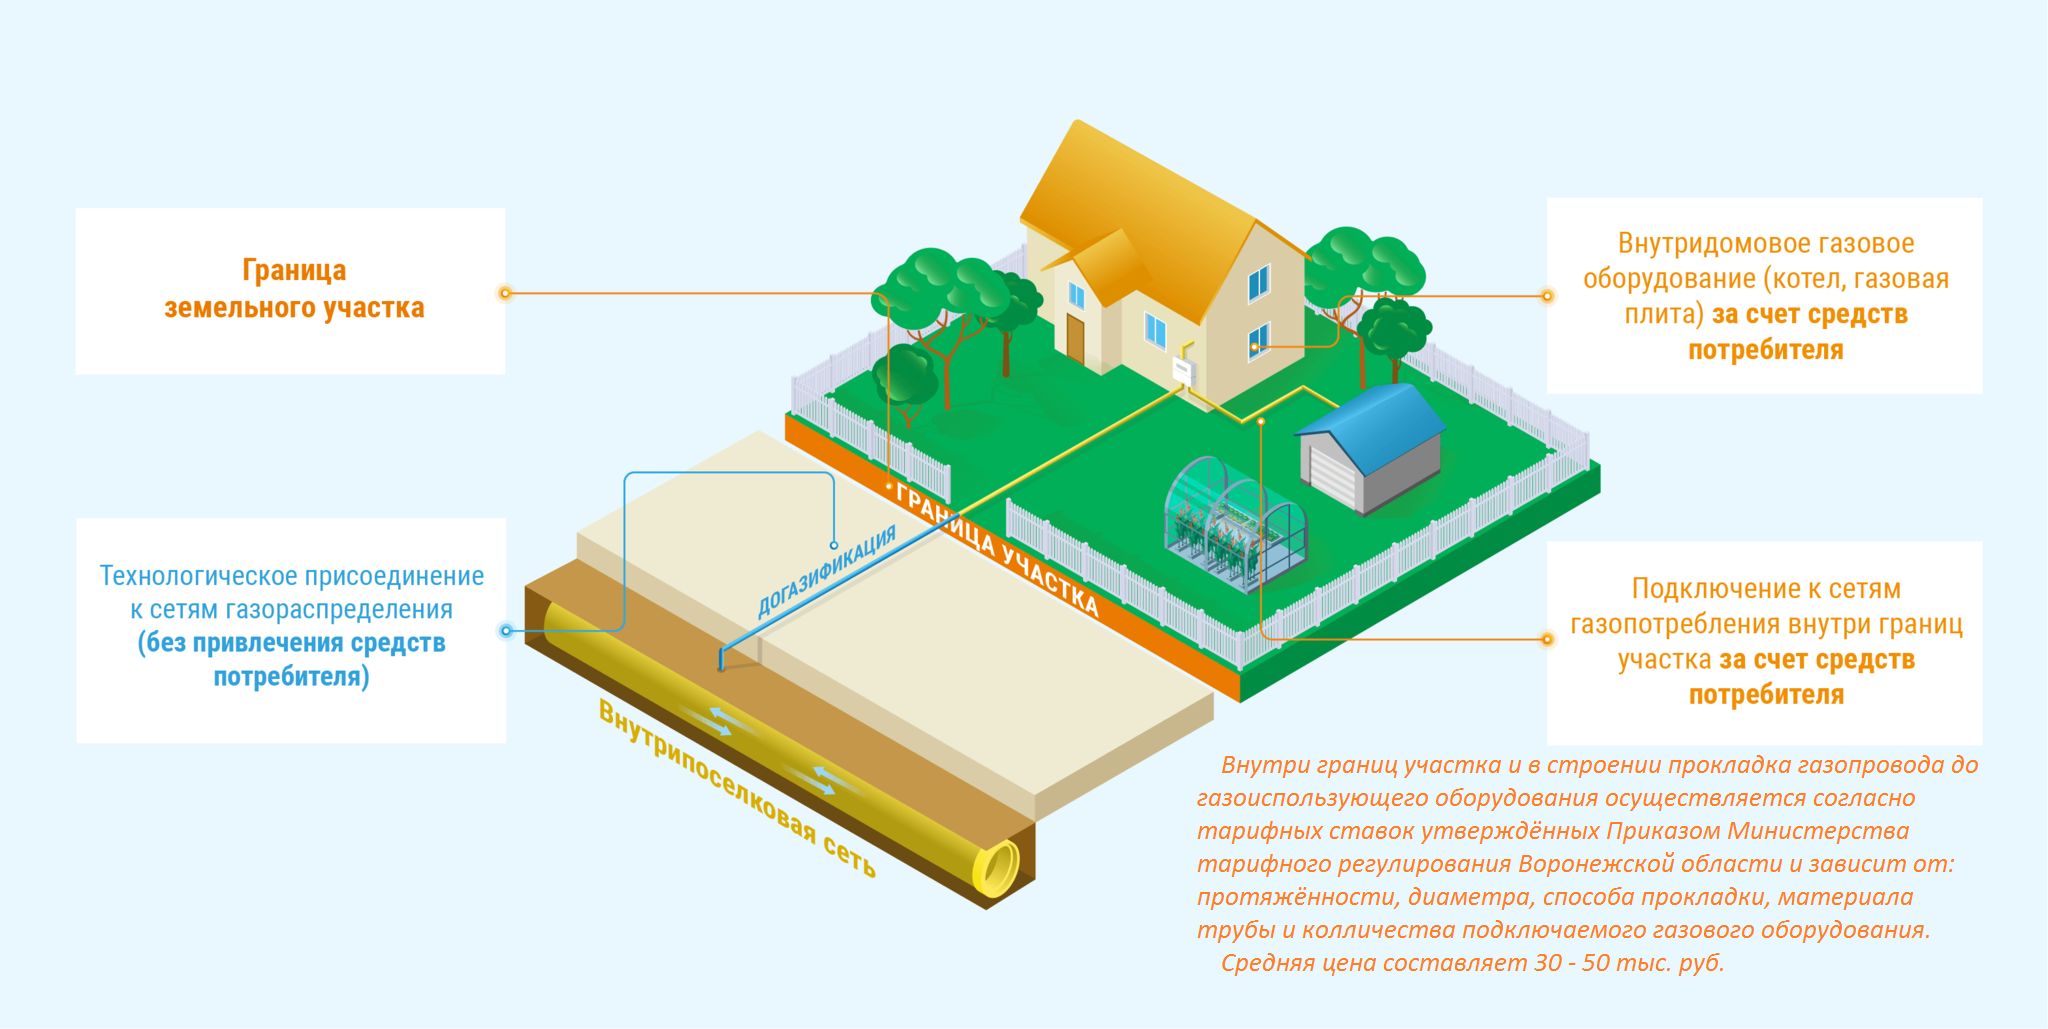 Граница
земельного участка
Внутридомовое газовое
оборудование (котел, газовая
плита) за счет средств
потребителя
ГРАНИЦА УЧАСТКА
ДОГАЗИФИКАЦИЯ
Технологическое присоединение
к сетям газораспределения
(без привлечения средств
потребителя)
Подключение к сетям
газопотребления внутри границ
участка за счет средств
потребителя
Внутрипоселковая сеть
Внутри границ участка и в строении прокладка газопровода до
газоиспользующего оборудования осуществляется согласно
тарифных ставок утверждённых Приказом Министерства
тарифного регулирования Воронежской области и зависит от:
протяжённости, диаметра, способа прокладки, материала
трубы и колличества подключаемого газового оборудования.
Средняя цена составляет 30 - 50 тыс. руб.